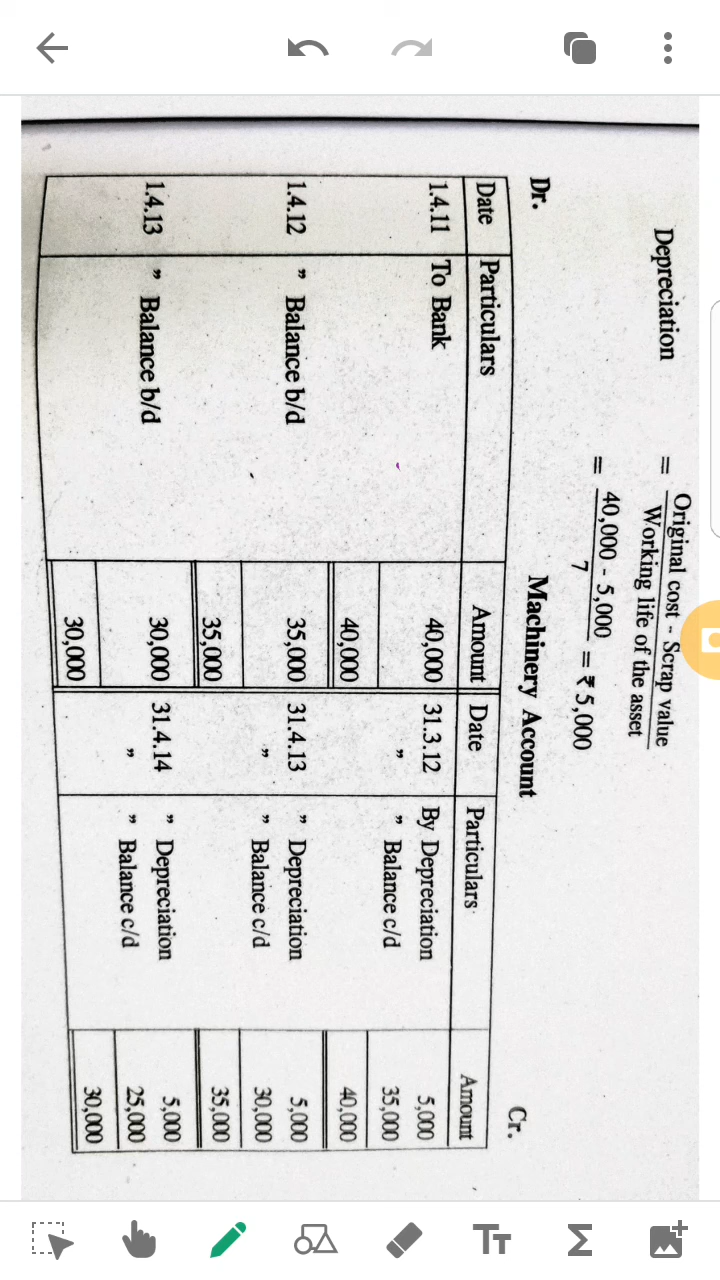 Depreciation = Original cost - Scrap value
Working life of the asset
= 40,000 - 5,000
7
= ₹ 5,000
Dr. Machinery Account Cr.
Date Particulars Amount Date Particulars Amount
1.4.11 To Bank 40,000 31.3.12 By Depreciation 5,000
" " Balance c/d 35,000
40,000 40,000
1.4.12 " Balance b/d 35,000 31.4.13 " Depreciation 5,000
" " Balance c/d 30,000
35,000 35,000
1.4.13 " Balance b/d 30,000 31.4.14 " Depreciation 5,000
" " Balance c/d 25,000
30,000 30,000